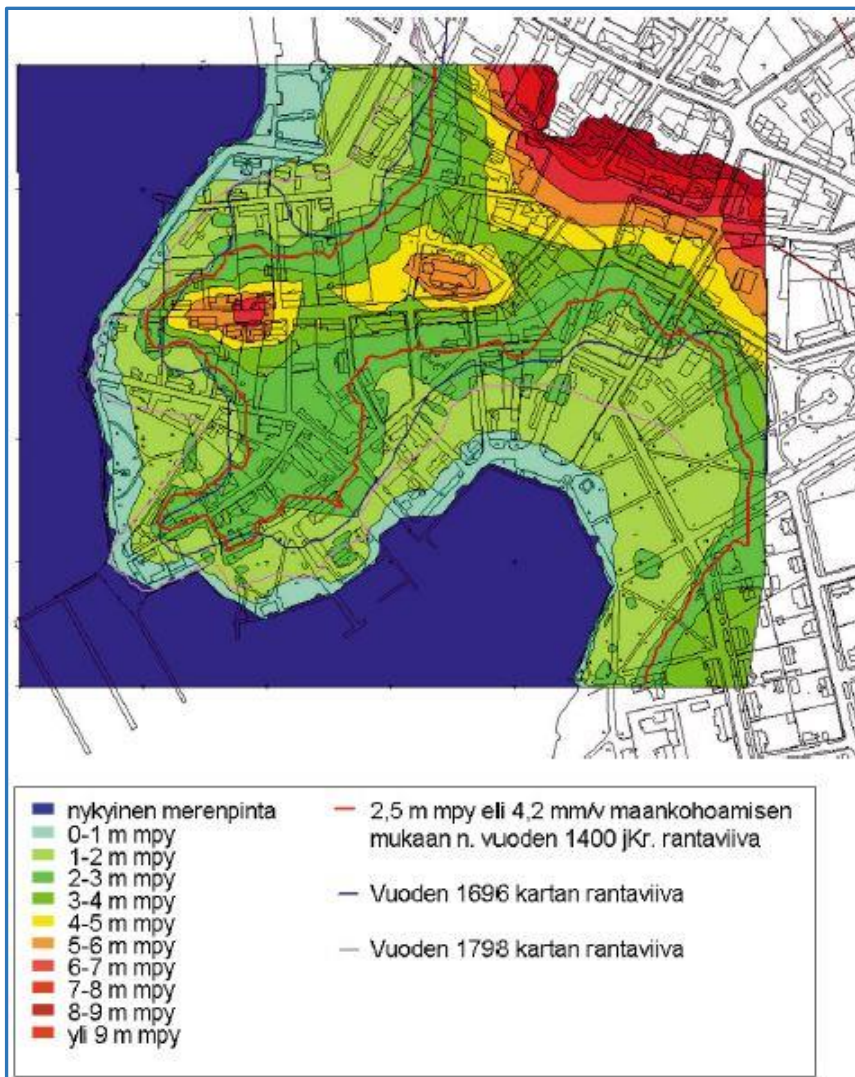 nykyinen merenpinta
0-1 m mpy
1-2 m mpy
2-3 m mpy
3-4 m mpy
4-5 m mpy
5-6 m mpy
6-7 m mpy
7-8 m mpy
8-9 m mpy
yli 9 m mpy
2,5 m mpy eli 4,2 mm/v maankohoamisen
mukaan n. vuoden 1400 jKr. rantaviiva
Vuoden 1696 kartan rantaviiva
Vuoden 1798 kartan rantaviiva